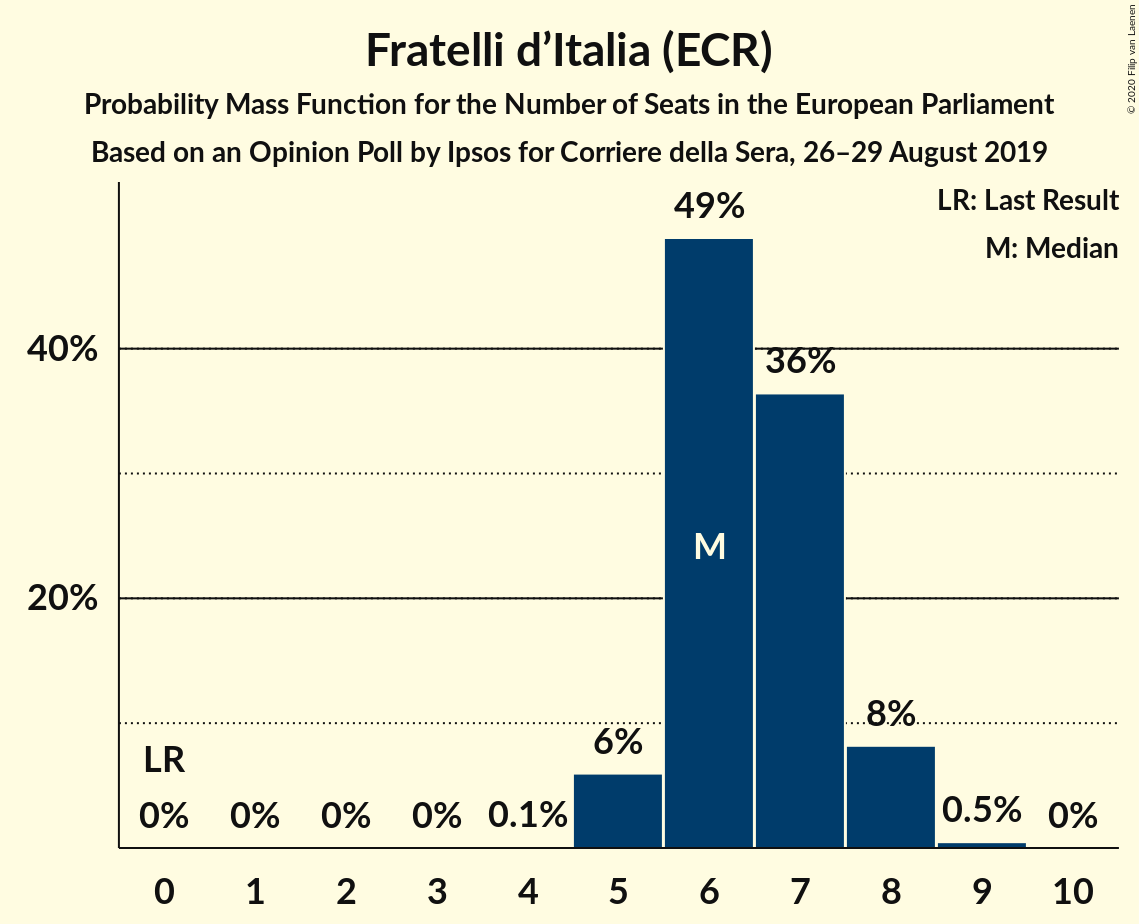 Fratelli d’Italia (ECR)
Probability Mass Function for the Number of Seats in the European Parliament
Based on an Opinion Poll by Ipsos for Corriere della Sera, 26–29 August 2019
© 2020 Filip van Laenen
LR: Last Result
M: Median
49%
40%
36%
M
20%
8%
6%
LR
0% 0% 0% 0% 0.1% 0.5% 0%
0 1 2 3 4 5 6 7 8 9 10